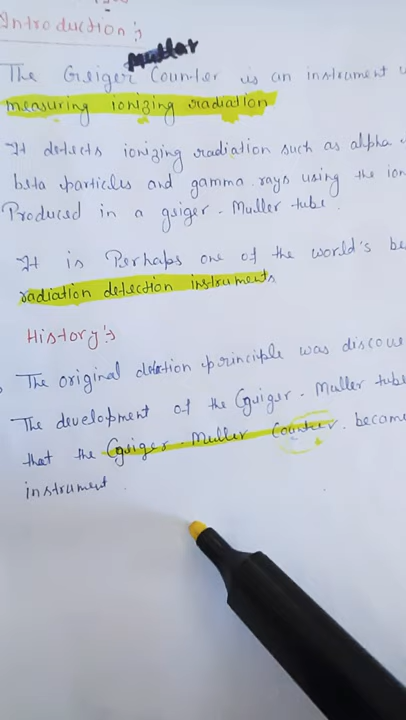 Introduction :
Muller
The Geiger Counter is an instrument
measuring ionizing radiation
It detects ionizing radiation such as alpha
beta particles and gamma rays using the ion
Produced in a geiger - Muller tube.
It is Perhaps one of the world's be
radiation detection instruments
History's
The original detection principle was discove
The development of the Geiger - Muller tube
that the Geiger - Muller Counter. became
instrument.